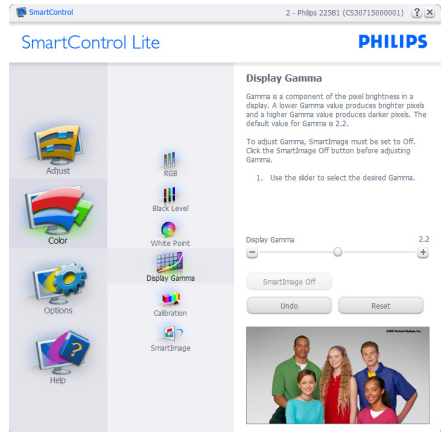 SmartControl
2 - Philips 225B1 (CS30715000001)
?
SmartControl Lite
PHILIPS
Display Gamma
Gamma is a component of the pixel brightness in a
display. A lower Gamma value produces brighter pixels
and a higher Gamma value produces darker pixels. The
default value for Gamma is 2.2.
To adjust Gamma, SmartImage must be set to Off.
Click the SmartImage Off button before adjusting
Gamma.
1. Use the slider to select the desired Gamma.
Adjust
Color
Options
Help
RGB
Black Level
White Point
Display Gamma
Calibration
SmartImage
Display Gamma 2.2
SmartImage Off
Undo Reset